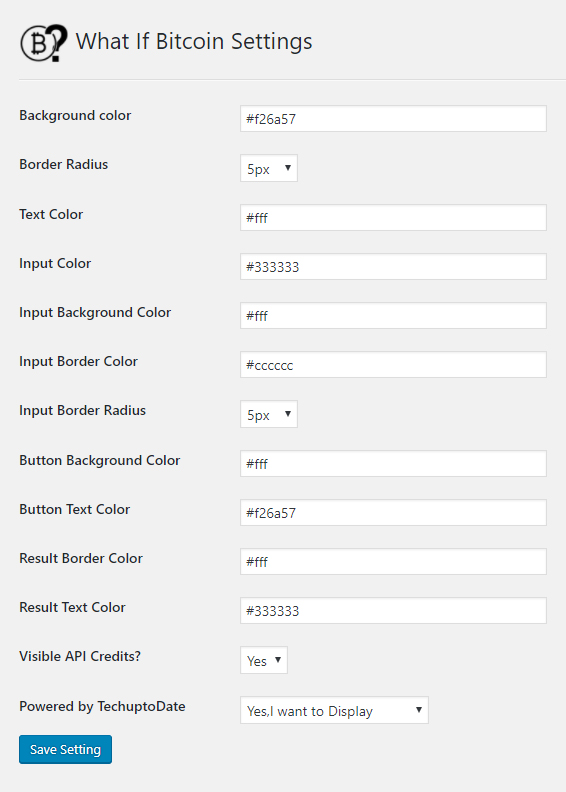 What If Bitcoin Settings
Background color #f26a57
Border Radius 5px
Text Color #fff
Input Color #333333
Input Background Color #fff
Input Border Color #cccccc
Input Border Radius 5px
Button Background Color #fff
Button Text Color #f26a57
Result Border Color #fff
Result Text Color #333333
Visible API Credits? Yes
Powered by TechuptoDate Yes,I want to Display
Save Setting